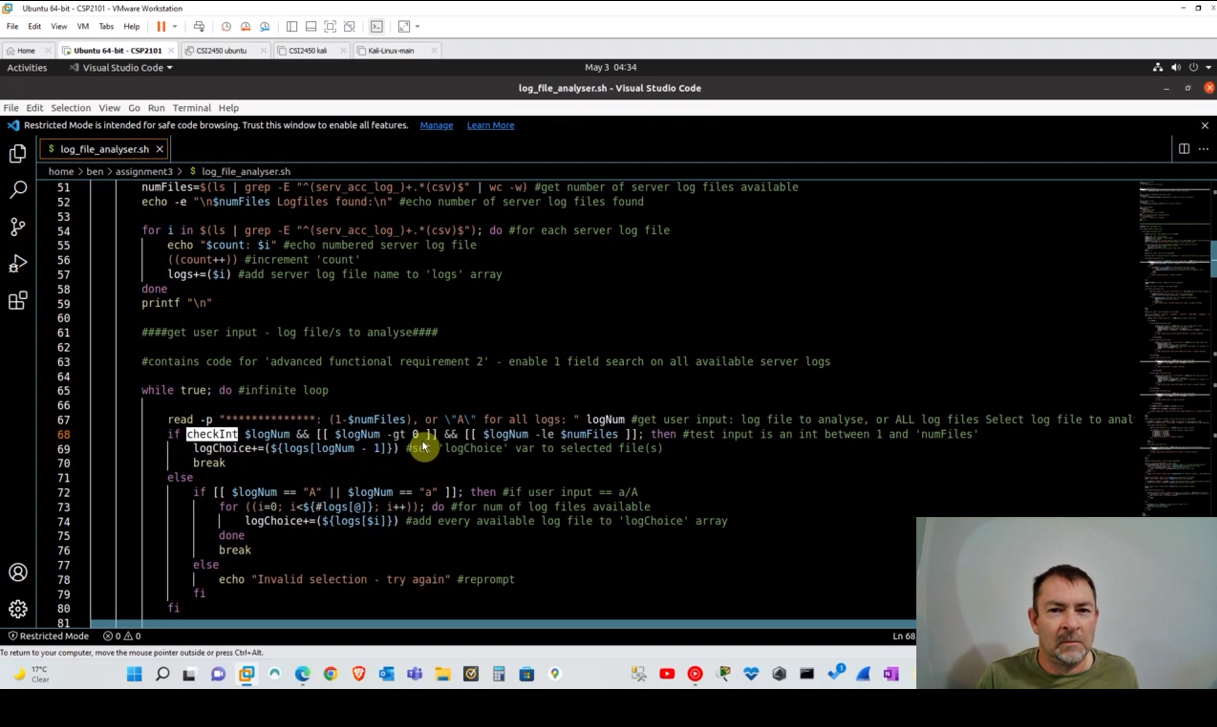 Ubuntu 64-bit - CSP2101 - VMware Workstation
File Edit View VM Tabs Help
Home Ubuntu 64-bit - CSP2101 CSI2450 ubuntu CSI2450 kali Kali-Linux-main
Activities Visual Studio Code May 3 04:34
log_file_analyser.sh - Visual Studio Code
File Edit Selection View Go Run Terminal Help
Restricted Mode is intended for safe code browsing. Trust this window to enable all features. Manage Learn More
$ log_file_analyser.sh
home > ben > assignment3 > $ log_file_analyser.sh
51 numFiles=$(ls | grep -E "^(serv_acc_log_)+.*(csv)$" | wc -w) #get number of server log files available
52 echo -e "\n$numFiles Logfiles found:\n" #echo number of server log files found
53
54 for i in $(ls | grep -E "^(serv_acc_log_)+.*(csv)$"); do #for each server log file
55 echo "$count: $i" #echo numbered server log file
56 ((count++)) #increment 'count'
57 logs+=($i) #add server log file name to 'logs' array
58 done
59 printf "\n"
60
61 ####get user input - log file/s to analyse####
62
63 #contains code for 'advanced functional requirement 2' - enable 1 field search on all available server logs
64
65 while true; do #infinite loop
66
67 read -p "**************: (1-$numFiles), or \"A\" for all logs: " logNum #get user input: log file to analyse, or ALL log files Select log file to anal
68 if checkInt $logNum && [[ $logNum -gt 0 ]] && [[ $logNum -le $numFiles ]]; then #test input is an int between 1 and 'numFiles'
69 logChoice+=(${logs[logNum - 1]}) 'logChoice' var to selected file(s)
70 break
71 else
72 if [[ $logNum == "A" || $logNum == "a" ]]; then #if user input == a/A
73 for ((i=0; i<${#logs[@]}; i++)); do #for num of log files available
74 logChoice+=(${logs[$i]}) #add every available log file to 'logChoice' array
75 done
76 break
77 else
78 echo "Invalid selection - try again" #reprompt
79 fi
80 fi
81
Restricted Mode 0 0 Ln 68
To return to your computer, move the mouse pointer outside or press Ctrl+Alt.
17°C
Clear